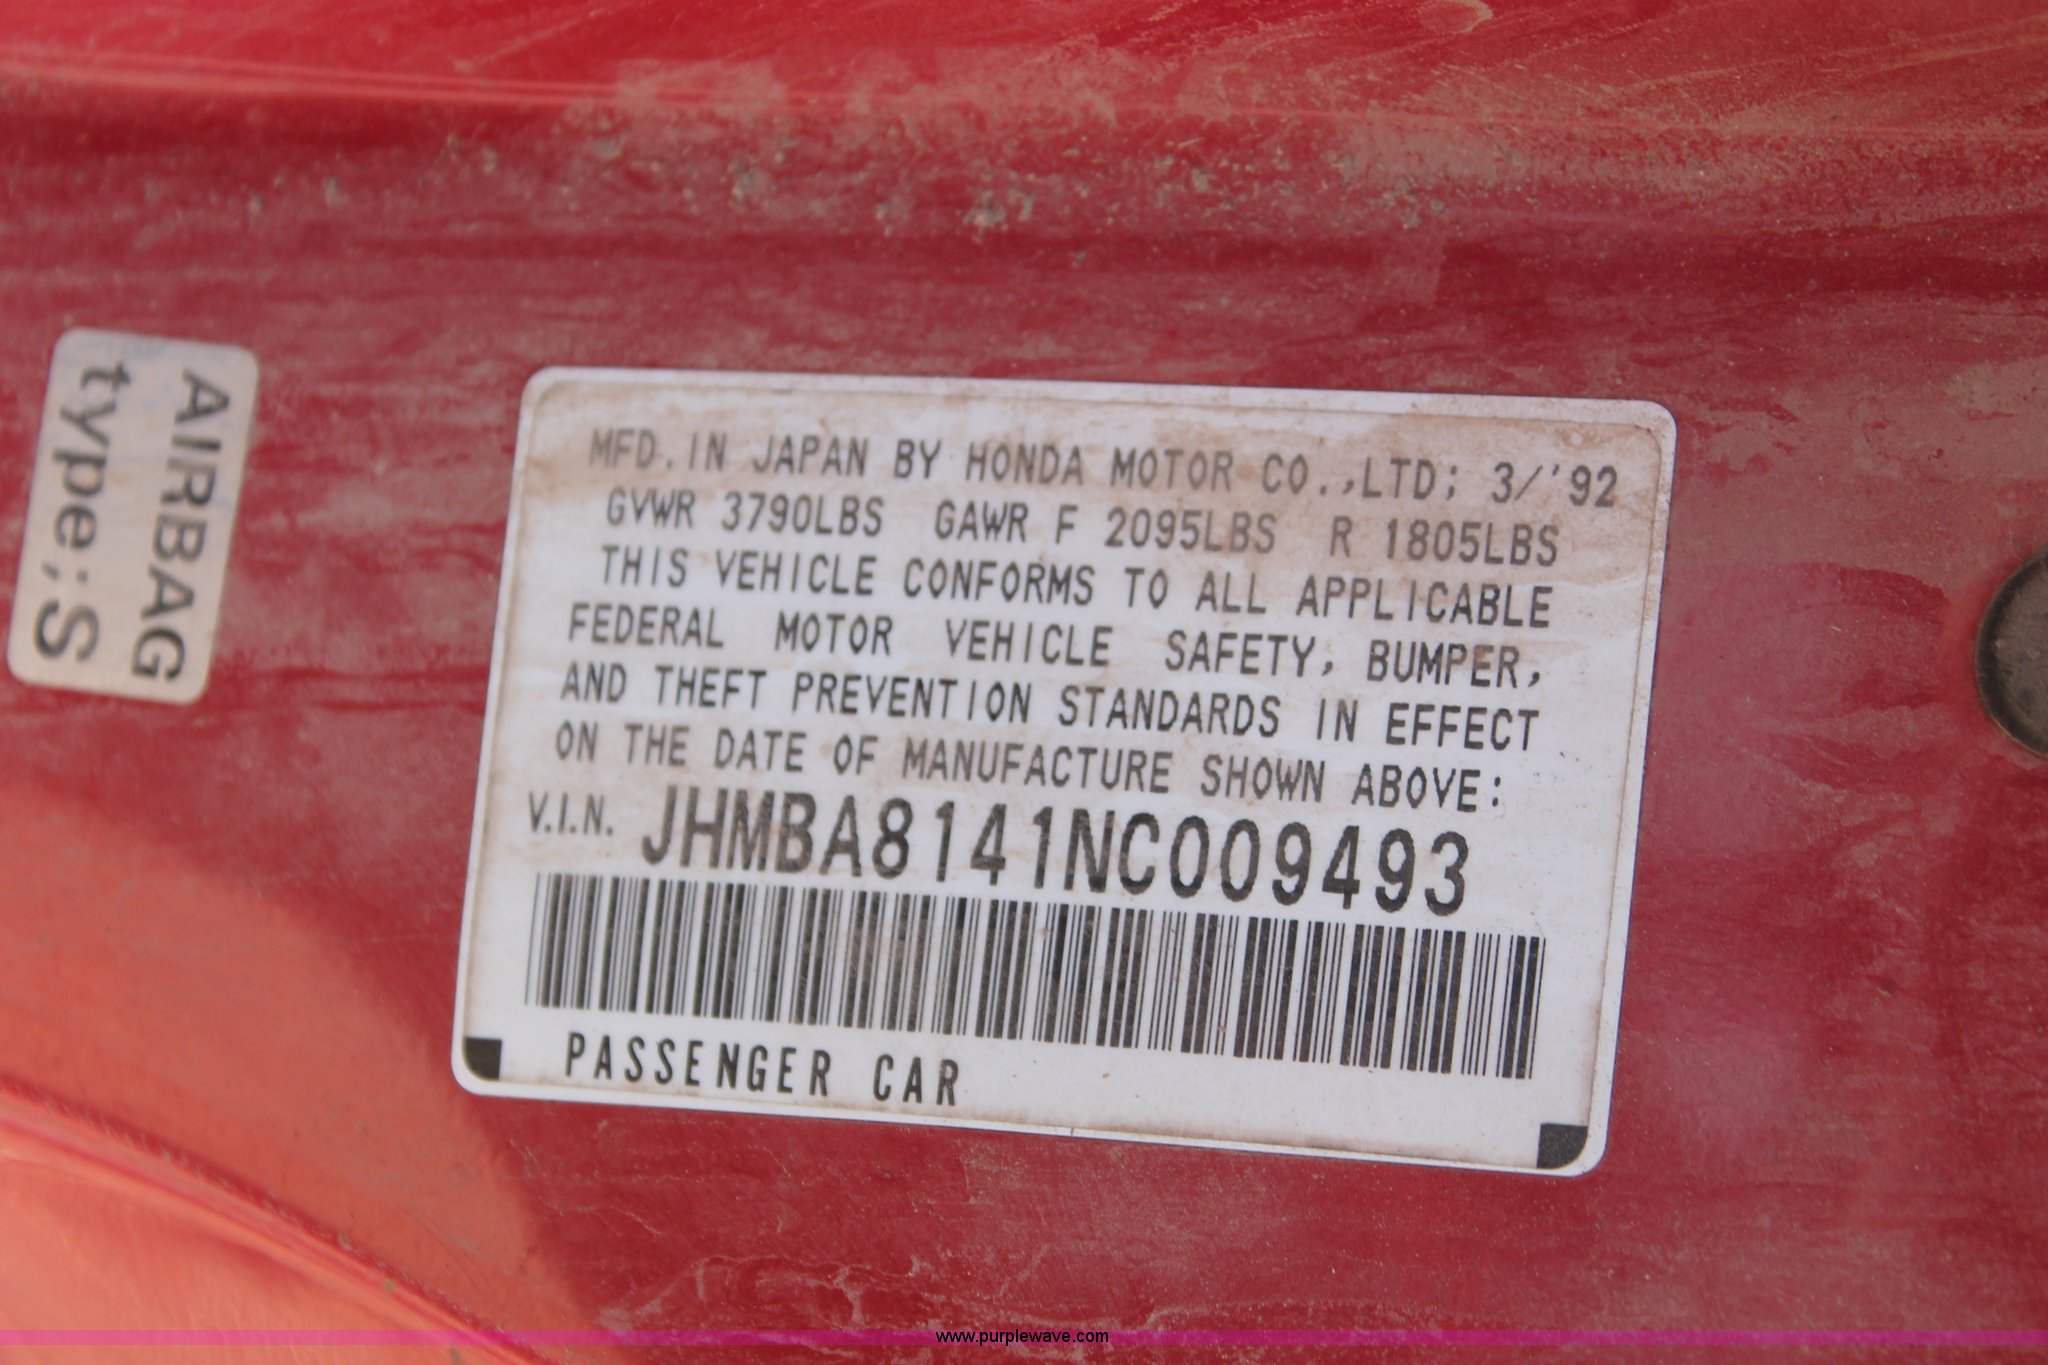 AIRBAG
type;S
MFD. IN JAPAN BY HONDA MOTOR CO.,LTD; 3/'92
GVWR 3790LBS GAWR F 2095LBS R 1805LBS
THIS VEHICLE CONFORMS TO ALL APPLICABLE
FEDERAL MOTOR VEHICLE SAFETY, BUMPER,
AND THEFT PREVENTION STANDARDS IN EFFECT
ON THE DATE OF MANUFACTURE SHOWN ABOVE:
V.I.N. JHMBA8141NC009493
PASSENGER CAR
www.purplewave.com